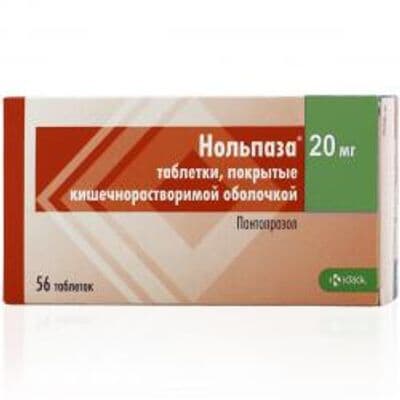 Нольпаза® 20 мг
таблетки, покрытые
кишечнорастворимой оболочкой
Пантопразол
56 таблеток
KRKA